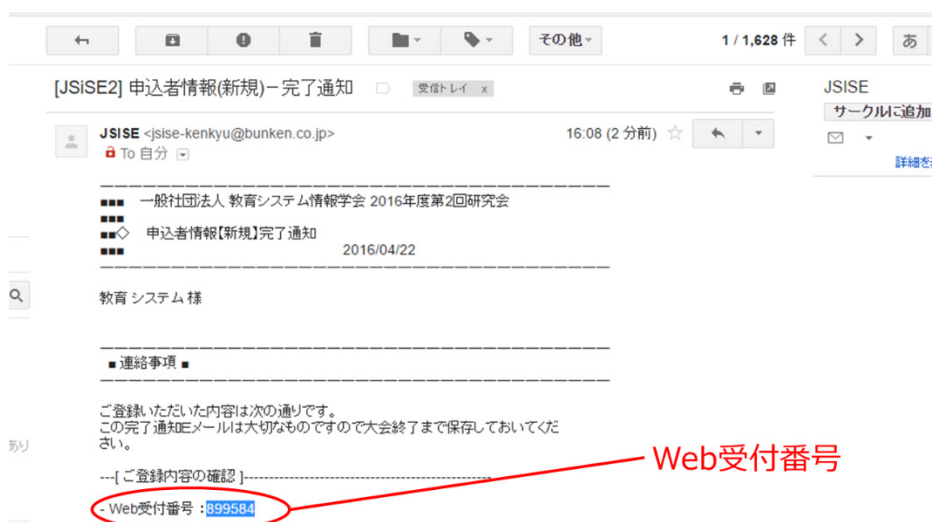 その他
1 / 1,628 件
あ
[JSiSE2] 申込者情報(新規)－完了通知
受信トレイ x
JSISE
サークルに追加
JSISE <jsise-kenkyu@bunken.co.jp>
16:08 (2 分前)
To 自分
詳細を
■■■ 一般社団法人 教育システム情報学会 2016年度第2回研究会
■■■
■■◇ 申込者情報【新規】完了通知
■■■ 2016/04/22
教育 システム 様
■ 連絡事項 ■
ご登録いただいた内容は次の通りです。
この完了通知Eメールは大切なものですので大会終了まで保存しておいてくだ
さい。
あり
Web受付番号
---[ ご登録内容の確認 ]---
- Web受付番号 ：899584